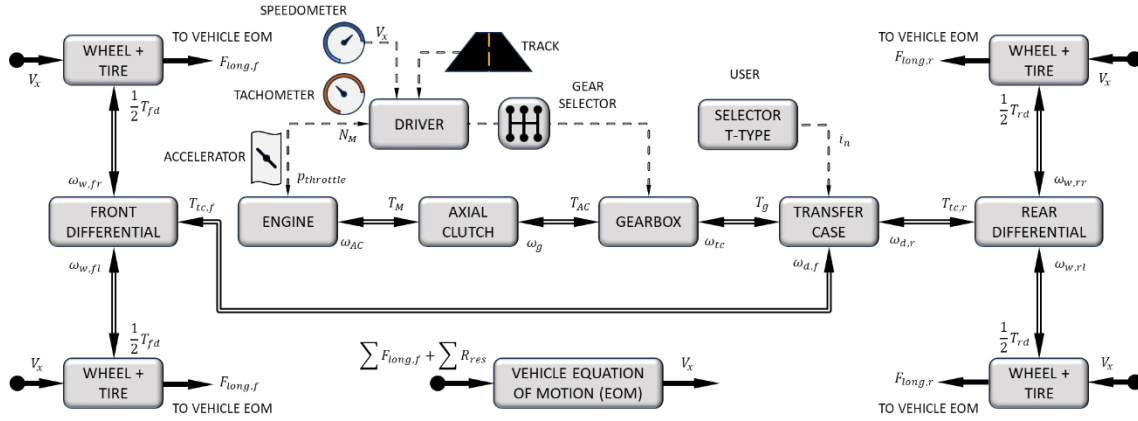 SPEEDOMETER
V_x
TRACK
TACHOMETER
N_M
DRIVER
GEAR
SELECTOR
USER
SELECTOR
T-TYPE
i_n
ACCELERATOR
p_throttle
V_x
WHEEL +
TIRE
TO VEHICLE EOM
F_long,f
1/2 T_fd
ω_w,fr
FRONT
DIFFERENTIAL
T_tc,f
ω_w,fl
1/2 T_fd
V_x
WHEEL +
TIRE
F_long,f
TO VEHICLE EOM
ENGINE
T_M
ω_AC
AXIAL
CLUTCH
T_AC
ω_g
GEARBOX
T_g
ω_tc
TRANSFER
CASE
ω_d,f
T_tc,r
ω_d,r
REAR
DIFFERENTIAL
TO VEHICLE EOM
F_long,r
WHEEL +
TIRE
V_x
1/2 T_rd
ω_w,rr
ω_w,rl
1/2 T_rd
F_long,r
TO VEHICLE EOM
WHEEL +
TIRE
V_x
∑ F_long,f + ∑ R_res
VEHICLE EQUATION
OF MOTION (EOM)
V_x